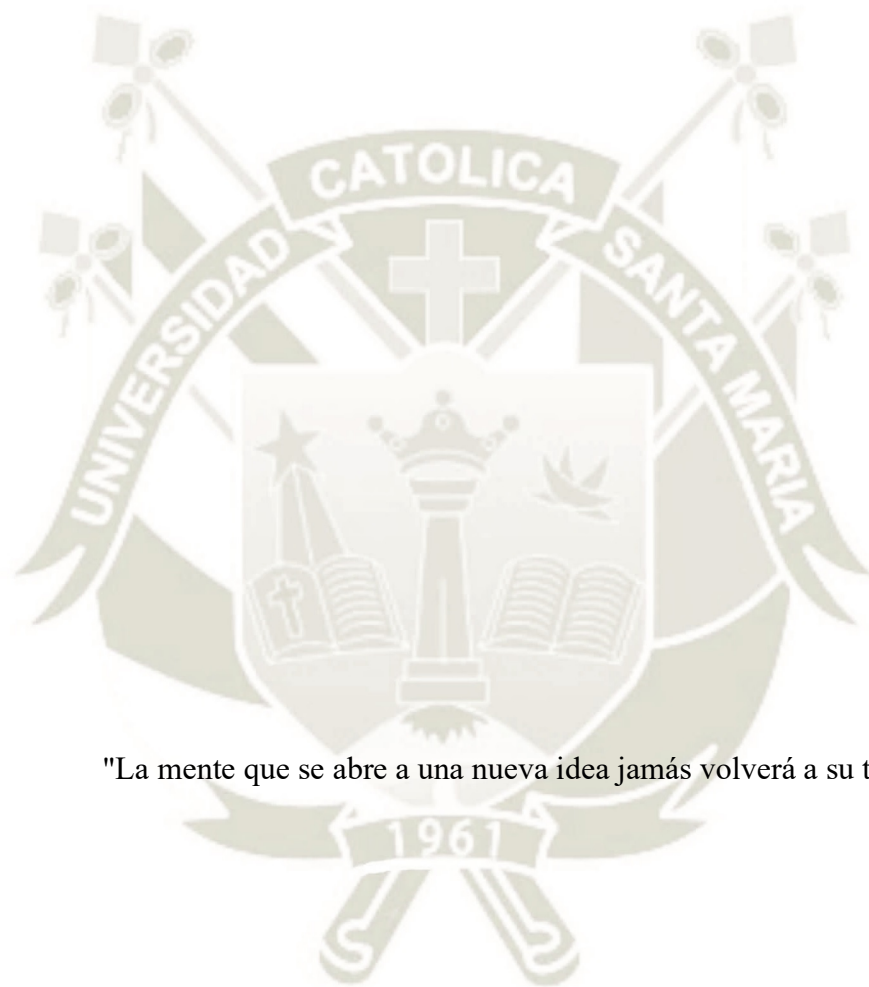 UNIVERSIDAD CATOLICA SANTA MARIA
"La mente que se abre a una nueva idea jamás volverá a su t
1961